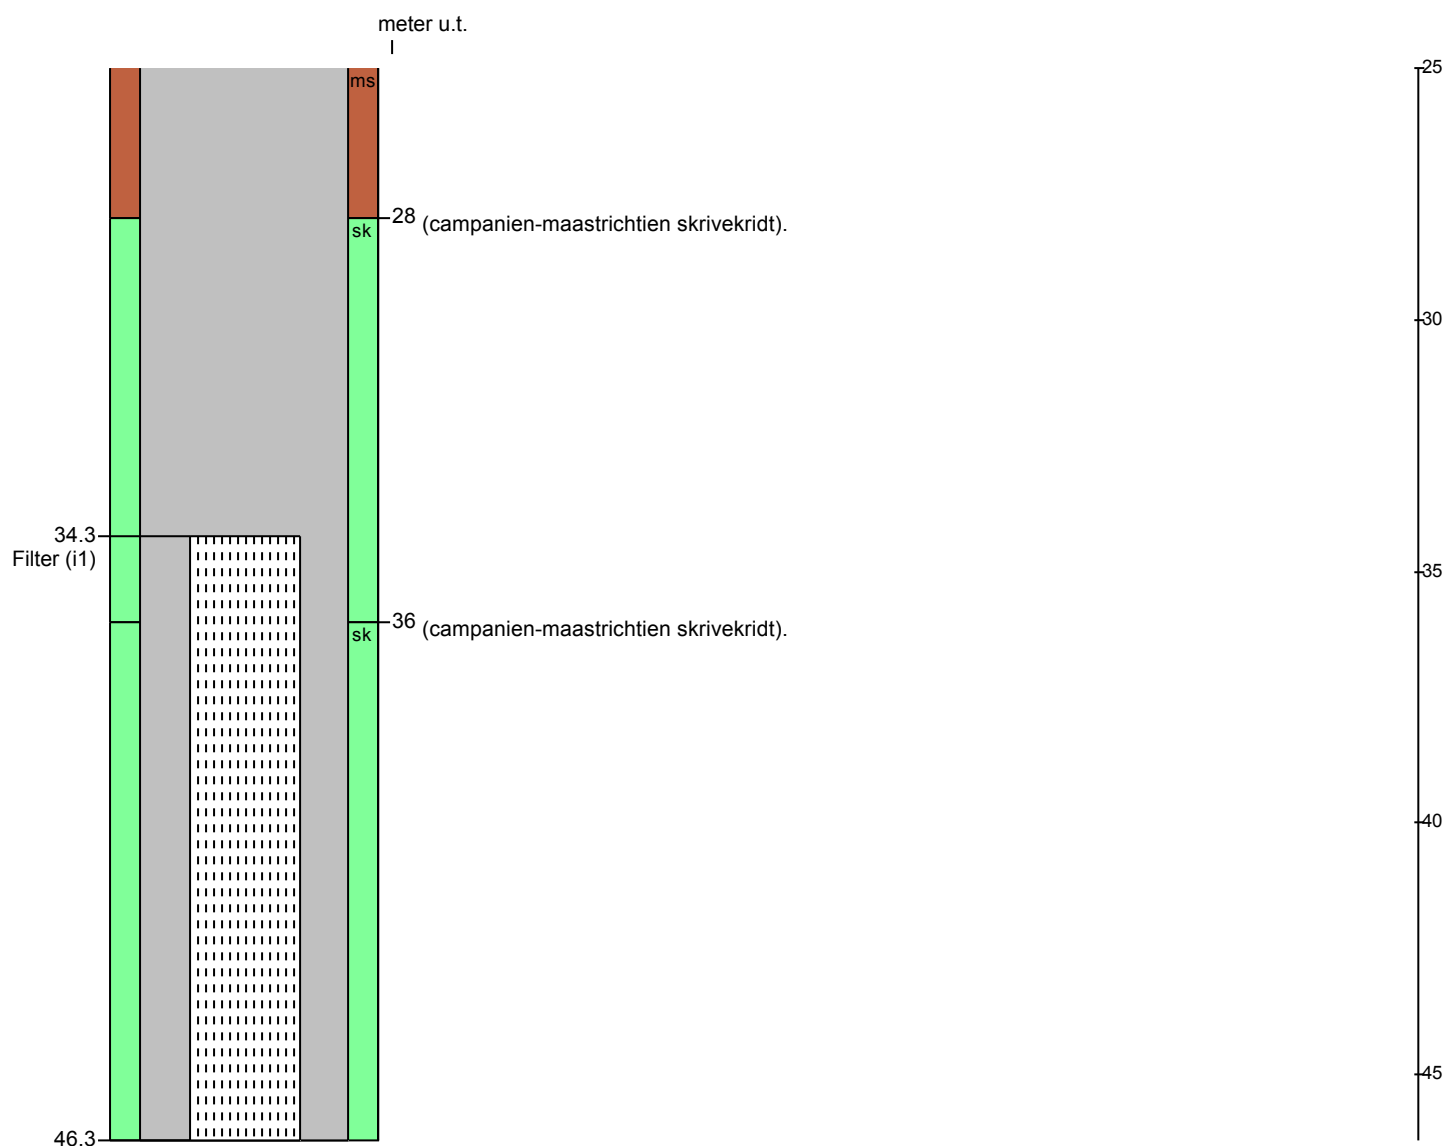 meter u.t.
ms
25
28 (campanien-maastrichtien skrivekridt).
sk
30
34.3
Filter (i1)
35
36 (campanien-maastrichtien skrivekridt).
sk
40
45
46.3